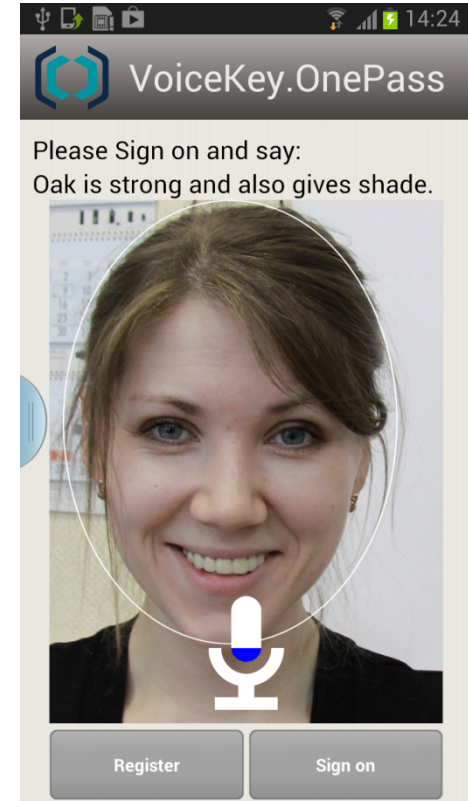 14:24
VoiceKey.OnePass
Please Sign on and say:
Oak is strong and also gives shade.
Register
Sign on